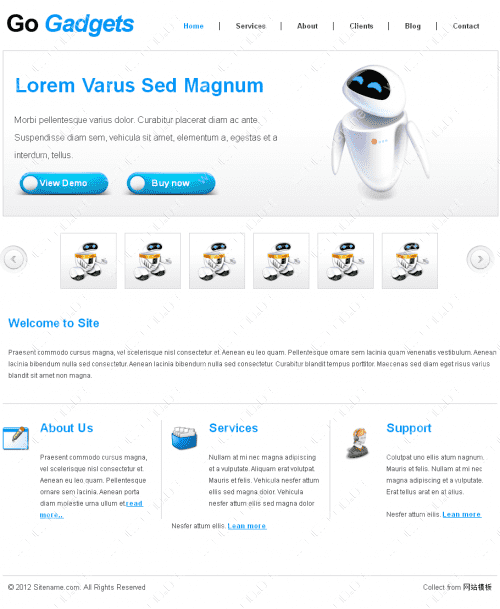 Go Gadgets
Home | Services | About | Clients | Blog | Contact
Lorem Varus Sed Magnum
Morbi pellentesque varius dolor. Curabitur placerat diam ac ante.
Suspendisse diam sem, vehicula sit amet, elementum a, egestas et a
interdum, tellus.
View Demo
Buy now
Welcome to Site
Praesent commodo cursus magna, vel scelerisque nisl consectetur et. Aenean eu leo quam. Pellentesque ornare sem lacinia quam venenatis vestibulum. Aenean
lacinia bibendum nulla sed consectetur. Aenean lacinia bibendum nulla sed consectetur. Curabitur blandit tempus porttitor. Maecenas sed diam eget risus varius
blandit sit amet non magna.
About Us
Praesent commodo cursus magna,
vel scelerisque nisl consectetur et.
Aenean eu leo quam. Pellentesque
ornare sem lacinia. Aenean porta
diam molestie urna ullum et read
more..
Services
Nullam at mi nec magna adipiscing
et a vulputate. Aliquam erat volutpat.
Mauris et felis. Vehicula nesfer attum
ellis sed magna dolor. Vehicula
nesfer attum ellis sed magna dolor
Nesfer attum ellis. Learn more
Support
Colutpat uno ellis atum nagnum.
Mauris et felis. Nullam at mi nec
magna adipiscing et a vulputate.
Erat tellus arat en at alius.
Nesfer attum ellis. Learn more
© 2012 Sitename.com. All Rights Reserved
Collect from 网站模板